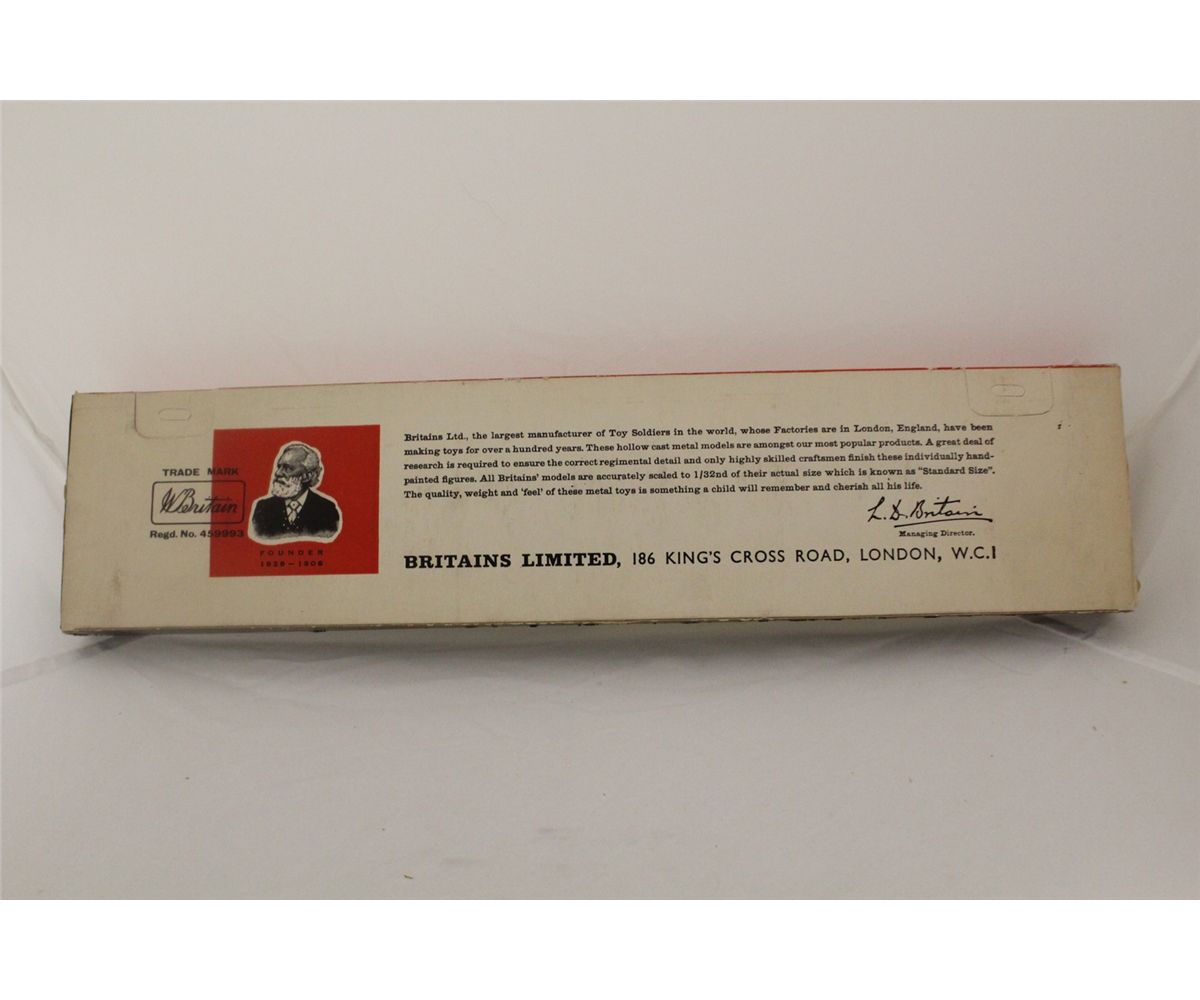 TRADE MARK
W Britain
Regd. No. 459993
FOUNDER
1828 – 1906
Britains Ltd., the largest manufacturer of Toy Soldiers in the world, whose Factories are in London, England, have been
making toys for over a hundred years. These hollow cast metal models are amongst our most popular products. A great deal of
research is required to ensure the correct regimental detail and only highly skilled craftsmen finish these individually hand-
painted figures. All Britains' models are accurately scaled to 1/32nd of their actual size which is known as "Standard Size".
The quality, weight and 'feel' of these metal toys is something a child will remember and cherish all his life.
L. D. Britain
Managing Director.
BRITAINS LIMITED, 186 KING'S CROSS ROAD, LONDON, W.C.1